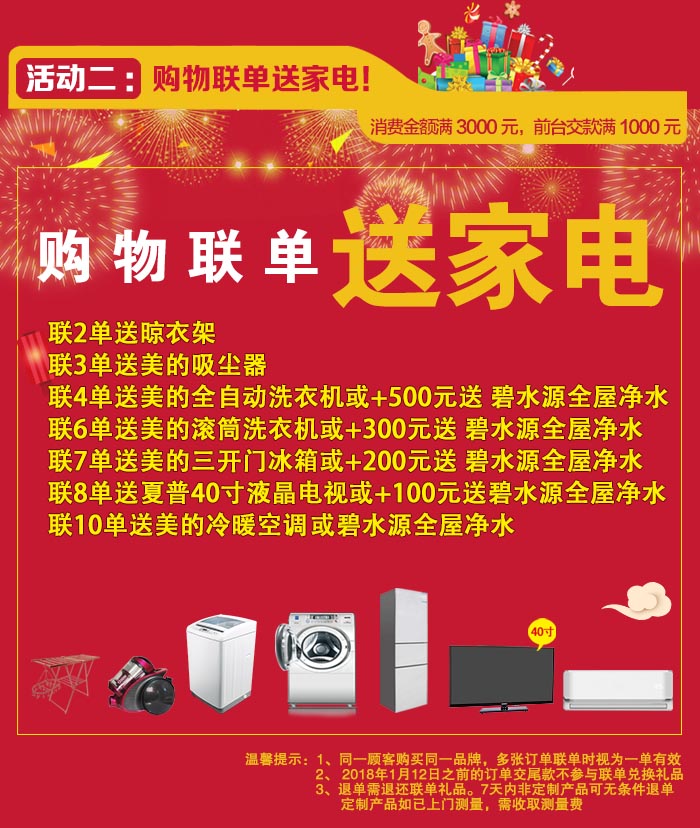 活动二：购物联单送家电！
消费金额满 3000 元，前台交款满 1000 元
购物联单送家电
联2单送晾衣架
联3单送美的吸尘器
联4单送美的全自动洗衣机或+500元送 碧水源全屋净水
联6单送美的滚筒洗衣机或+300元送 碧水源全屋净水
联7单送美的三开门冰箱或+200元送 碧水源全屋净水
联8单送夏普40寸液晶电视或+100元送碧水源全屋净水
联10单送美的冷暖空调或碧水源全屋净水
40寸
温馨提示：1、同一顾客购买同一品牌，多张订单联单时视为一单有效
2、 2018年1月12日之前的订单交尾款不参与联单兑换礼品
3、退单需退还联单礼品。7天内非定制产品可无条件退单
定制产品如已上门测量，需收取测量费